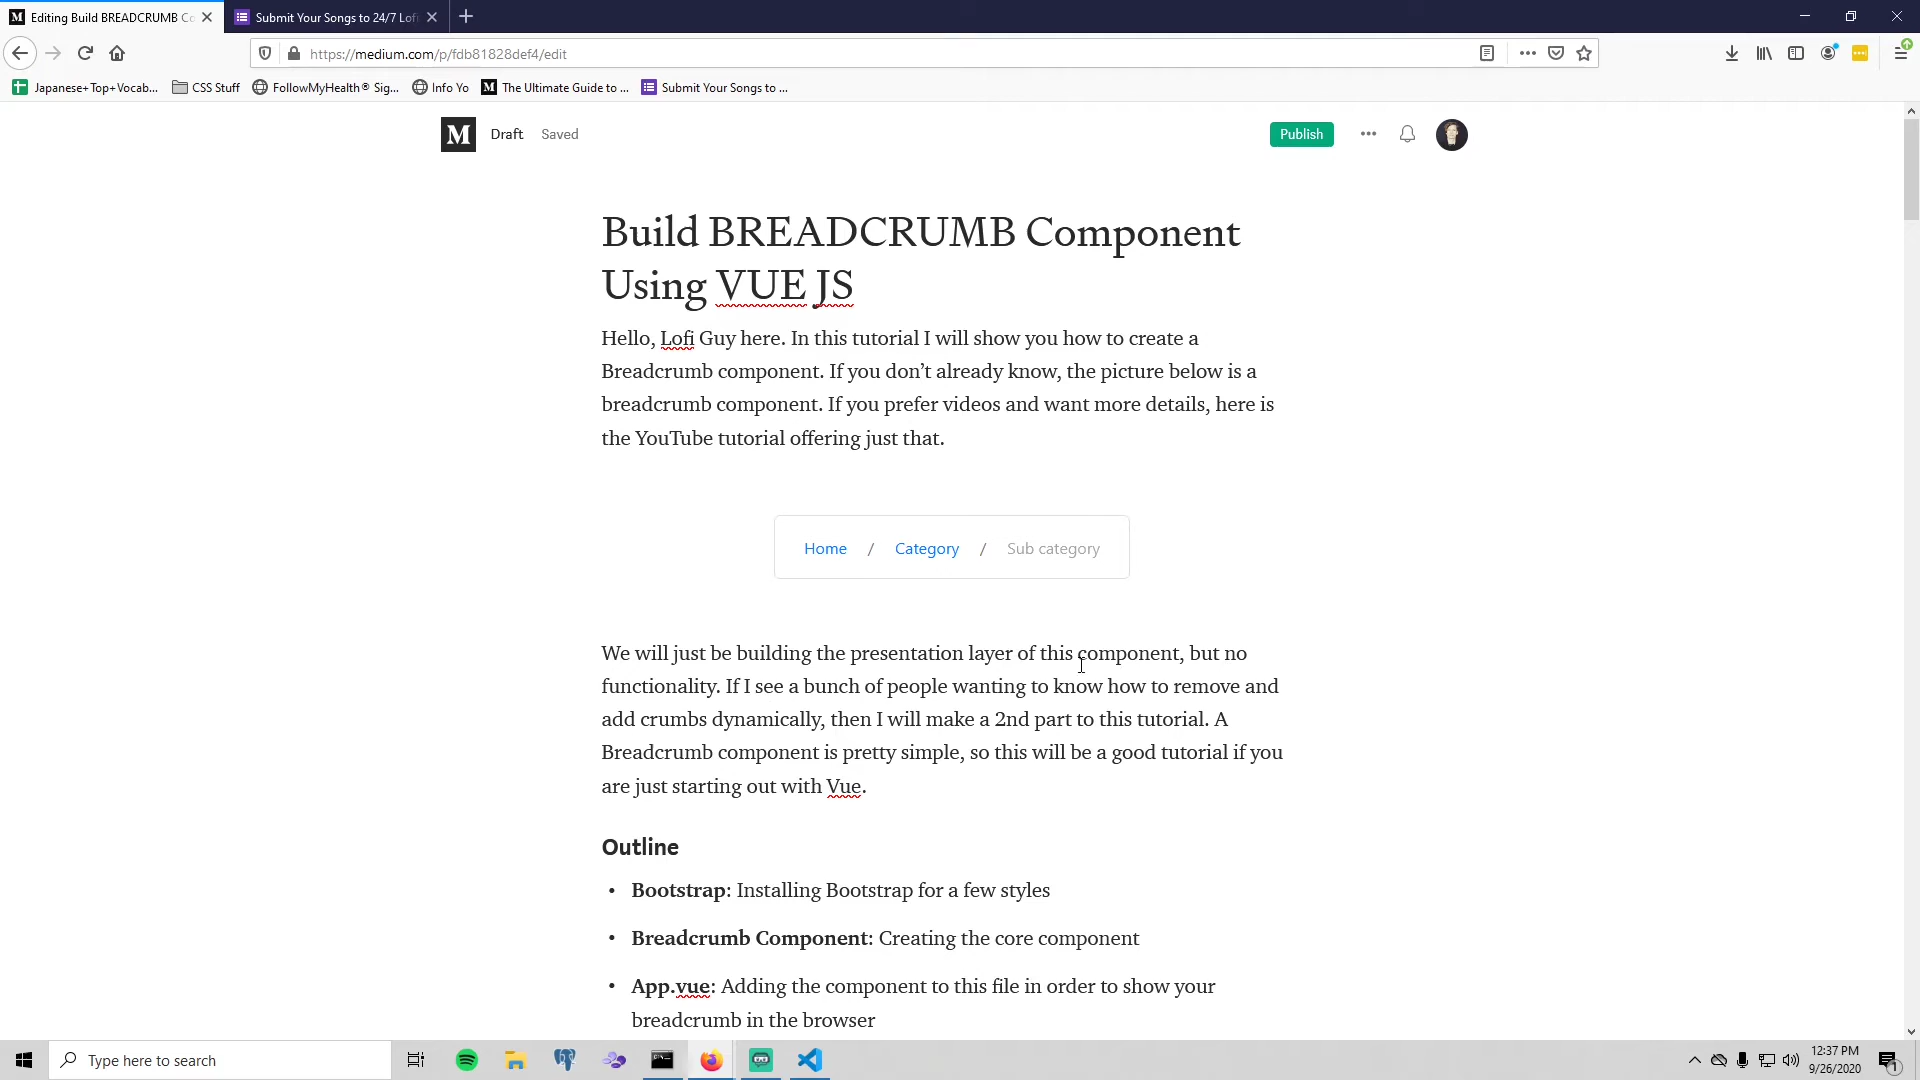 Editing Build BREADCRUMB Co
Submit Your Songs to 24/7 Lofi
https://medium.com/p/fdb81828def4/edit
Japanese+Top+Vocab...
CSS Stuff
FollowMyHealth® Sig...
Info Yo
The Ultimate Guide to ...
Submit Your Songs to ...
M
Draft
Saved
Publish
Build BREADCRUMB Component
Using VUE JS
Hello, Lofi Guy here. In this tutorial I will show you how to create a
Breadcrumb component. If you don’t already know, the picture below is a
breadcrumb component. If you prefer videos and want more details, here is
the YouTube tutorial offering just that.
Home / Category / Sub category
We will just be building the presentation layer of this component, but no
functionality. If I see a bunch of people wanting to know how to remove and
add crumbs dynamically, then I will make a 2nd part to this tutorial. A
Breadcrumb component is pretty simple, so this will be a good tutorial if you
are just starting out with Vue.
Outline
• Bootstrap: Installing Bootstrap for a few styles
• Breadcrumb Component: Creating the core component
• App.vue: Adding the component to this file in order to show your
breadcrumb in the browser
Type here to search
12:37 PM
9/26/2020
1